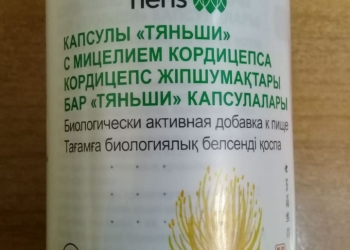 tiens
КАПСУЛЫ «ТЯНЬШИ»
С МИЦЕЛИЕМ КОРДИЦЕПСА
КОРДИЦЕПС ЖІПШУМАҚТАРЫ
БАР «ТЯНЬШИ» КАПСУЛАЛАРЫ
Биологически активная добавка к пище
Тағамға биологиялық белсенді қоспа